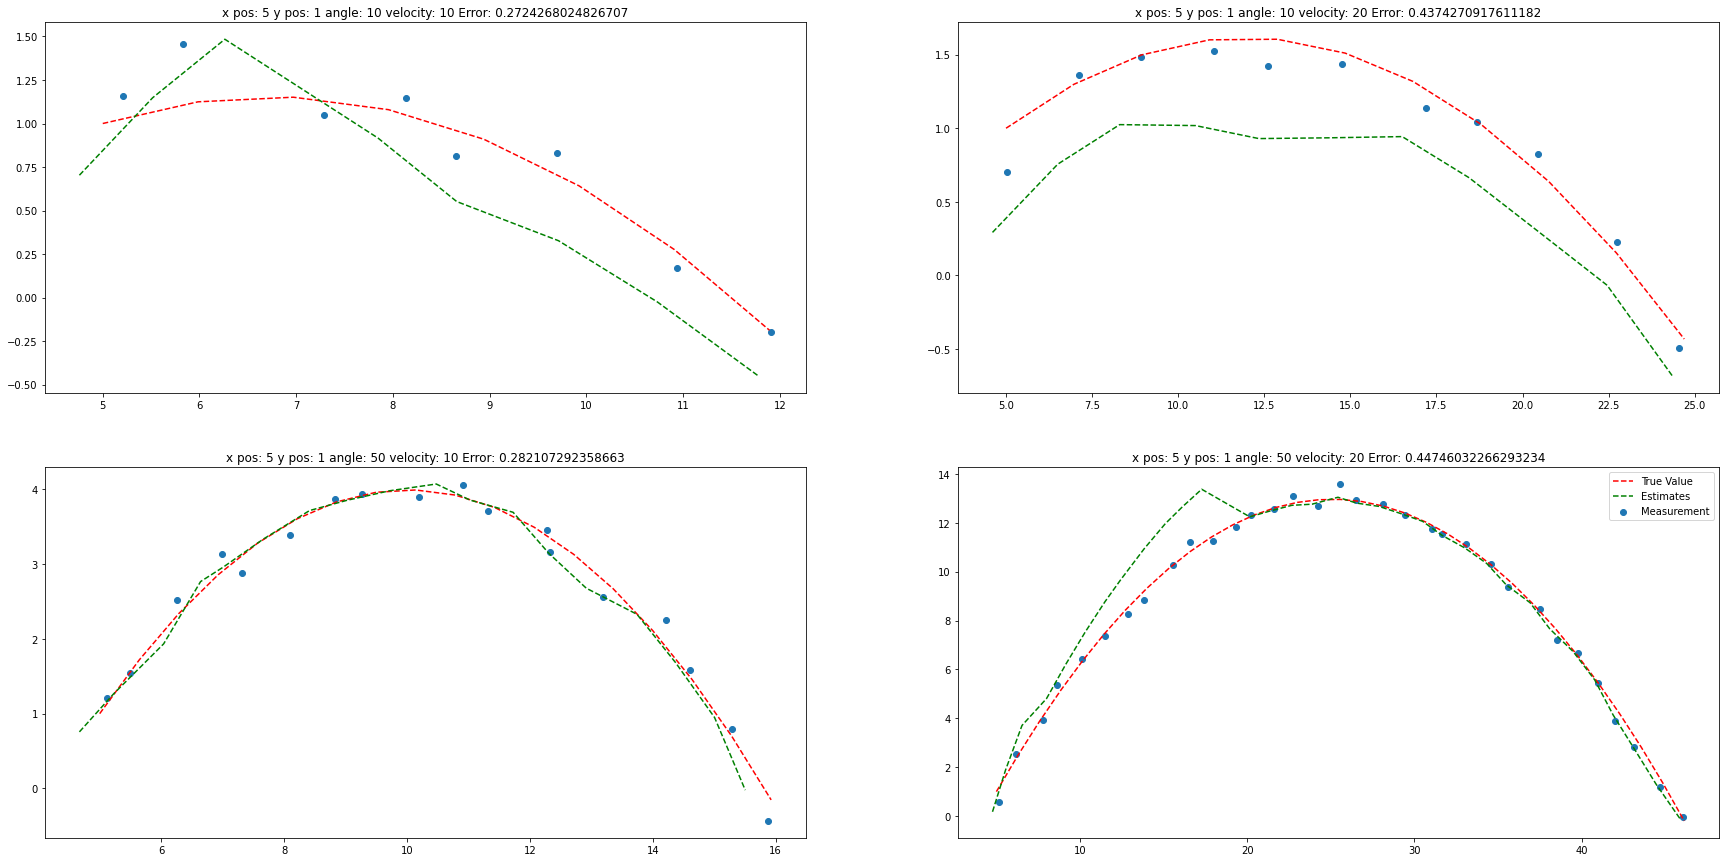 x pos: 5 y pos: 1 angle: 10 velocity: 10 Error: 0.2724268024826707
1.50
1.25
1.00
0.75
0.50
0.25
0.00
−0.25
−0.50
5 6 7 8 9 10 11 12
x pos: 5 y pos: 1 angle: 10 velocity: 20 Error: 0.4374270917611182
1.5
1.0
0.5
0.0
−0.5
5.0 7.5 10.0 12.5 15.0 17.5 20.0 22.5 25.0
x pos: 5 y pos: 1 angle: 50 velocity: 10 Error: 0.282107292358663
4
3
2
1
0
6 8 10 12 14 16
x pos: 5 y pos: 1 angle: 50 velocity: 20 Error: 0.44746032266293234
True Value
Estimates
Measurement
14
12
10
8
6
4
2
0
10 20 30 40